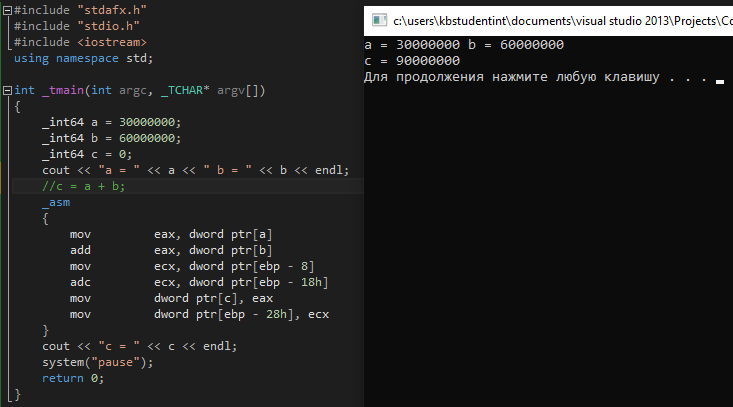 #include "stdafx.h"
#include "stdio.h"
#include <iostream>
using namespace std;
int _tmain(int argc, _TCHAR* argv[])
{
_int64 a = 30000000;
_int64 b = 60000000;
_int64 c = 0;
cout << "a = " << a << " b = " << b << endl;
//c = a + b;
_asm
{
mov eax, dword ptr[a]
add eax, dword ptr[b]
mov ecx, dword ptr[ebp - 8]
adc ecx, dword ptr[ebp - 18h]
mov dword ptr[c], eax
mov dword ptr[ebp - 28h], ecx
}
cout << "c = " << c << endl;
system("pause");
return 0;
}
c:\users\kbstudentint\documents\visual studio 2013\Projects\Co
a = 30000000 b = 60000000
c = 90000000
Для продолжения нажмите любую клавишу . . .